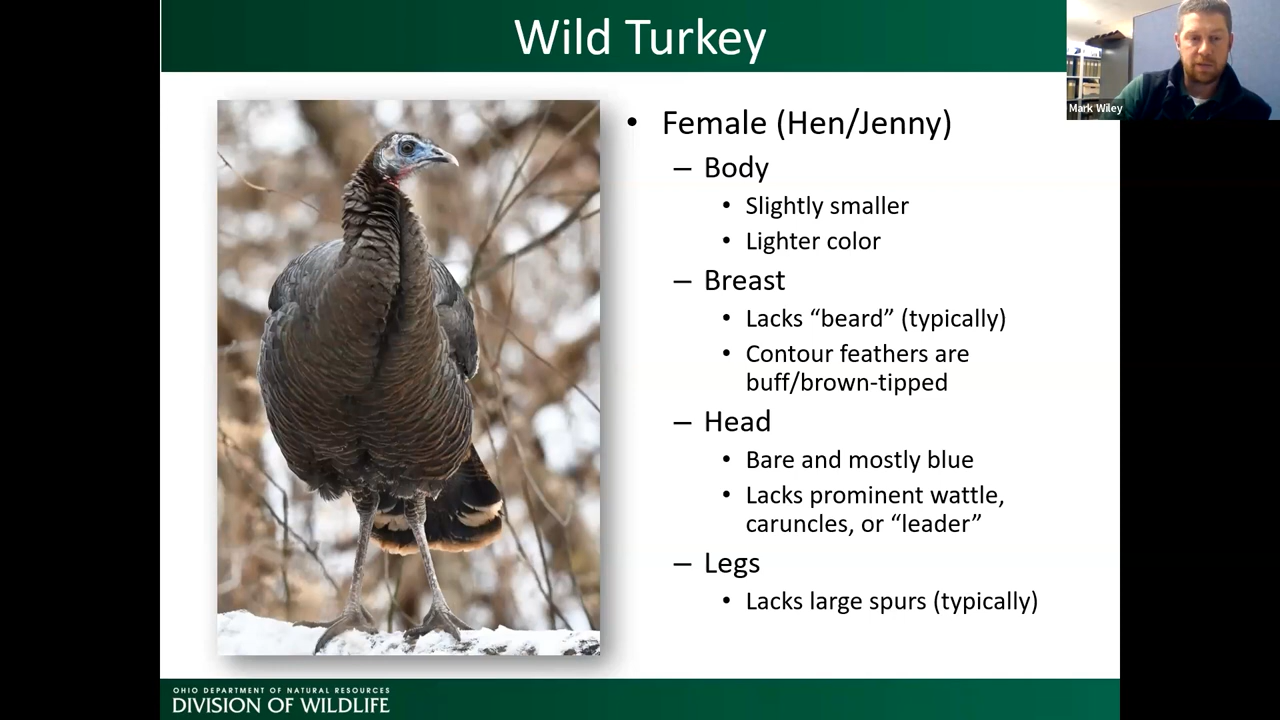 Wild Turkey
Mark Wiley
• Female (Hen/Jenny)
– Body
• Slightly smaller
• Lighter color
– Breast
• Lacks “beard” (typically)
• Contour feathers are
buff/brown-tipped
– Head
• Bare and mostly blue
• Lacks prominent wattle,
caruncles, or “leader”
– Legs
• Lacks large spurs (typically)
OHIO DEPARTMENT OF NATURAL RESOURCES
DIVISION OF WILDLIFE